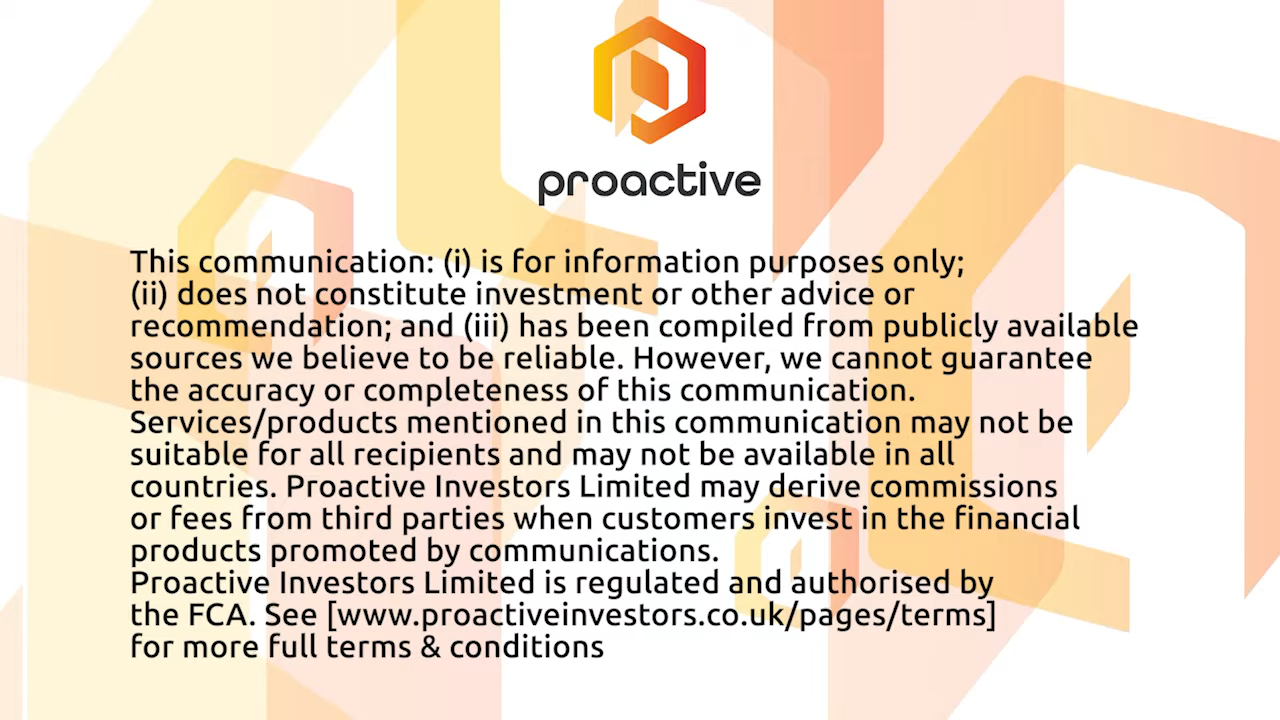 proactive
This communication: (i) is for information purposes only;
(ii) does not constitute investment or other advice or
recommendation; and (iii) has been compiled from publicly available
sources we believe to be reliable. However, we cannot guarantee
the accuracy or completeness of this communication.
Services/products mentioned in this communication may not be
suitable for all recipients and may not be available in all
countries. Proactive Investors Limited may derive commissions
or fees from third parties when customers invest in the financial
products promoted by communications.
Proactive Investors Limited is regulated and authorised by
the FCA. See [www.proactiveinvestors.co.uk/pages/terms]
for more full terms & conditions